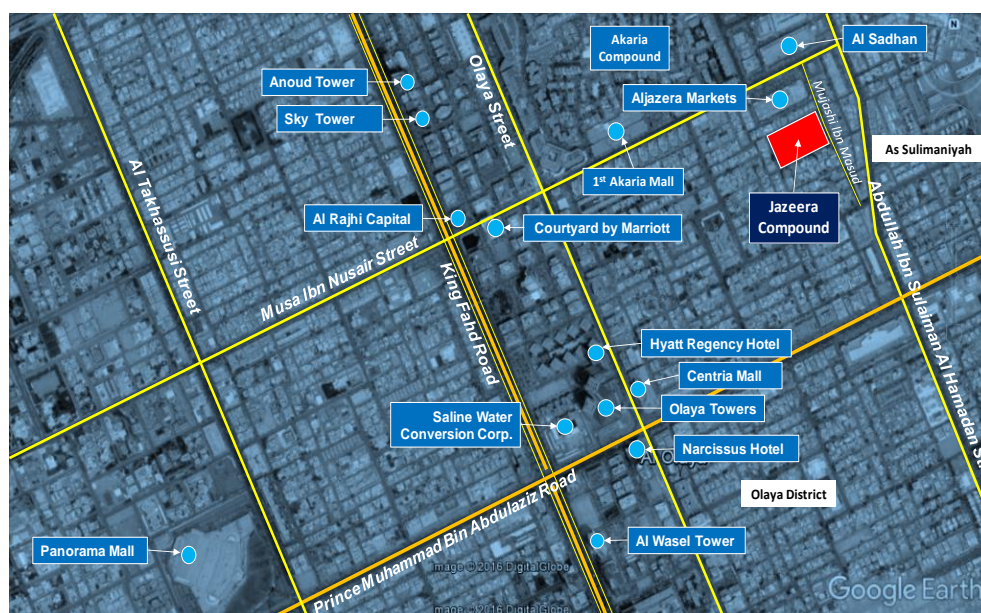 N
Al Sadhan
Akaria
Compound
Anoud Tower
Olaya Street
Aljazera Markets
Sky Tower
Mujashi Ibn Masud
As Sulimaniyah
1st Akaria Mall
Al Takhassusi Street
Jazeera
Compound
Al Rajhi Capital
Courtyard by Marriott
Musa Ibn Nusair Street
King Fahd Road
Abdullah Ibn Sulaiman Al Hamadan
Hyatt Regency Hotel
Centria Mall
Olaya Towers
Saline Water
Conversion Corp.
Narcissus Hotel
Olaya District
Prince Muhammad Bin Abdulaziz Road
Al Wasel Tower
Panorama Mall
Image © 2016 DigitalGlobe
Image © 2016 DigitalGlobe
Google Earth